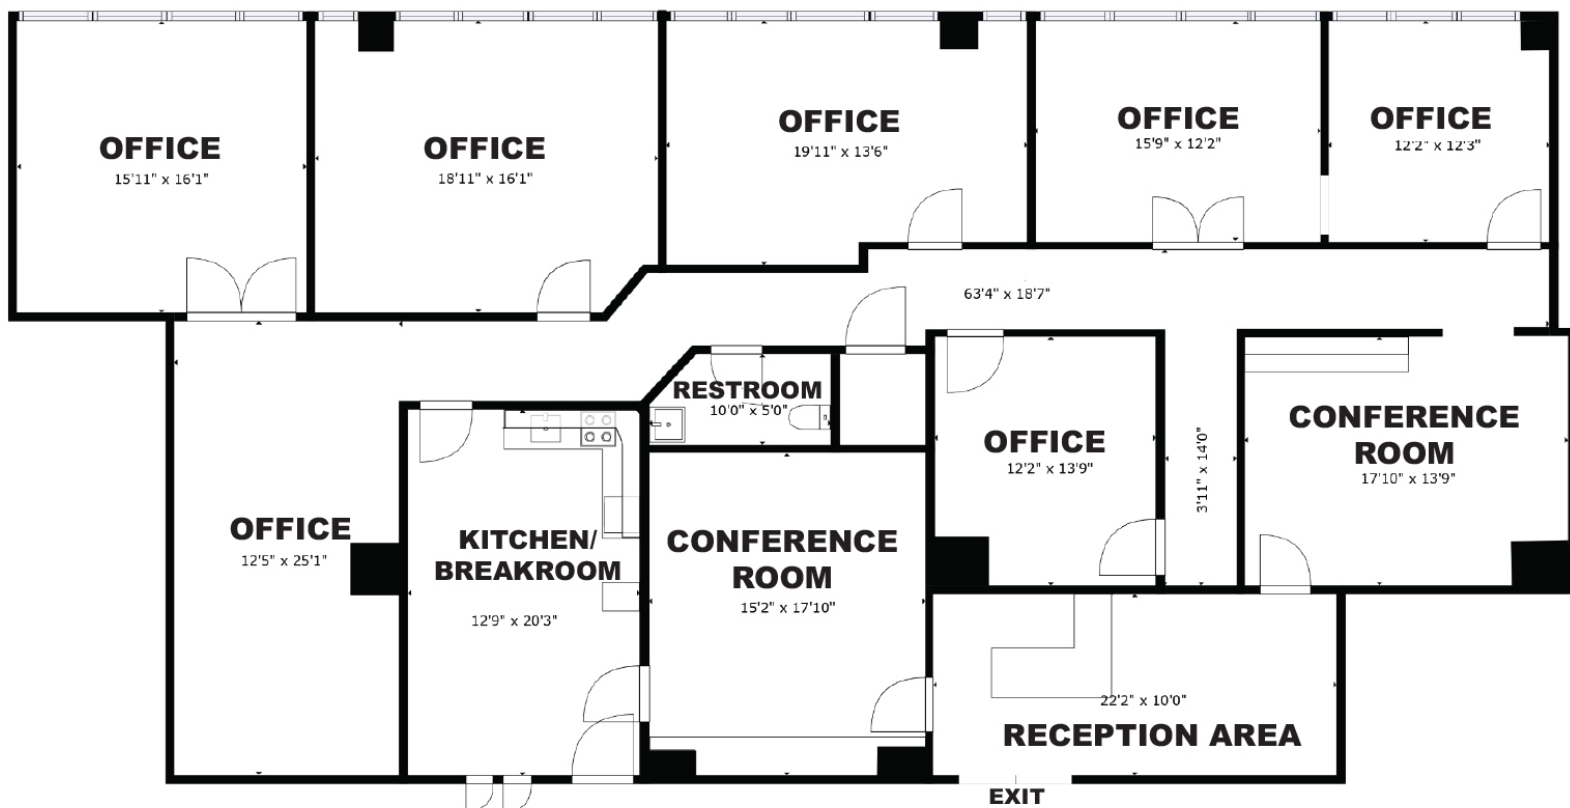 OFFICE
15'11" x 16'1"
OFFICE
18'11" x 16'1"
OFFICE
19'11" x 13'6"
OFFICE
15'9" x 12'2"
OFFICE
12'2" x 12'3"
63'4" x 18'7"
RESTROOM
10'0" x 5'0"
OFFICE
12'2" x 13'9"
3'11" x 14'0"
CONFERENCE
ROOM
17'10" x 13'9"
OFFICE
12'5" x 25'1"
KITCHEN/
BREAKROOM
12'9" x 20'3"
CONFERENCE
ROOM
15'2" x 17'10"
22'2" x 10'0"
RECEPTION AREA
EXIT